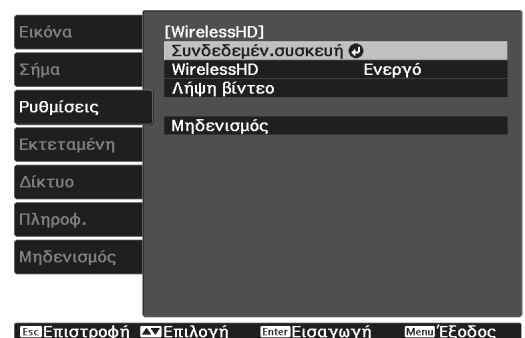 Εικόνα
Σήμα
Ρυθμίσεις
Εκτεταμένη
Δίκτυο
Πληροφ.
Μηδενισμός
[WirelessHD]
Συνδεδεμέν.συσκευή
WirelessHD Ενεργό
Λήψη βίντεο
Μηδενισμός
Esc Επιστροφή Επιλογή Enter Εισαγωγή Menu Έξοδος